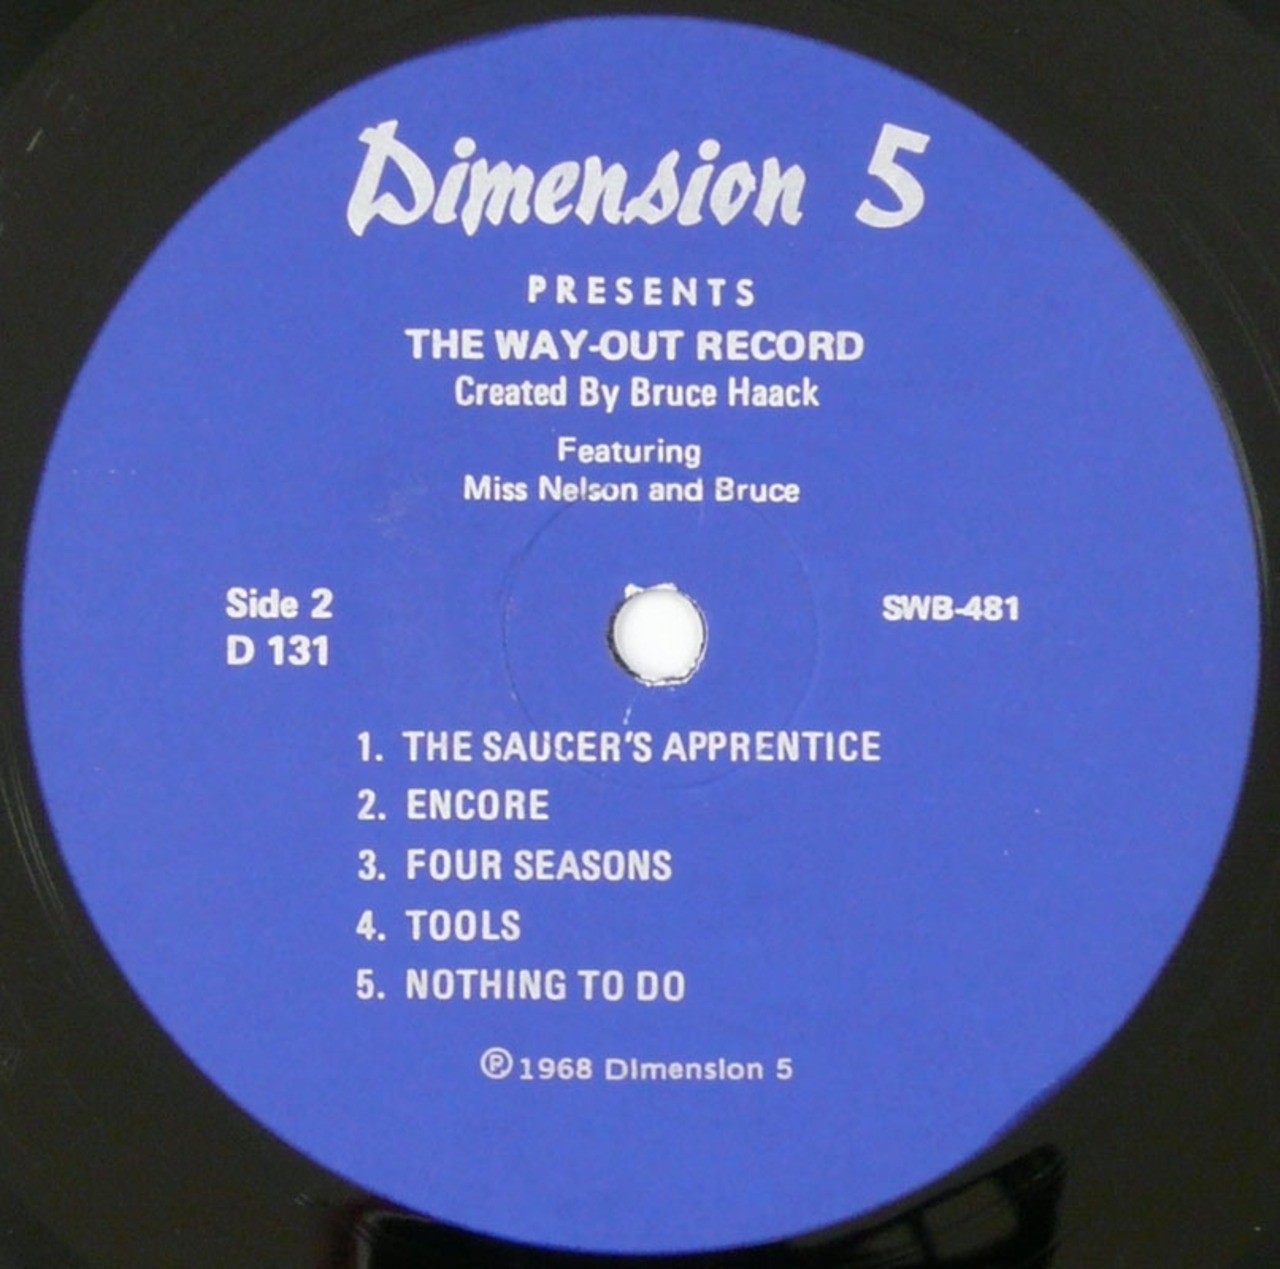 Dimension 5
PRESENTS
THE WAY-OUT RECORD
Created By Bruce Haack
Featuring
Miss Nelson and Bruce
Side 2
D 131
SWB-481
1. THE SAUCER'S APPRENTICE
2. ENCORE
3. FOUR SEASONS
4. TOOLS
5. NOTHING TO DO
Ⓟ1968 Dimension 5